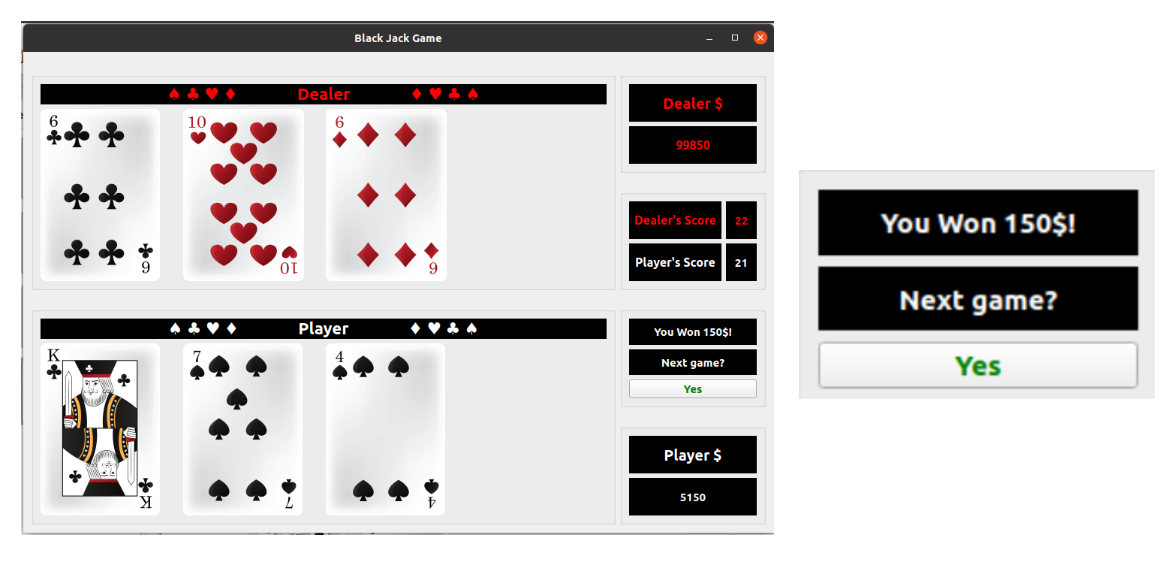 Black Jack Game
♠ ♣ ♥ ♦ Dealer ♦ ♥ ♣ ♠
6
6
10
10
6
6
Dealer $
99850
Dealer's Score 22
Player's Score 21
♠ ♣ ♥ ♦ Player ♦ ♥ ♣ ♠
K
K
7
7
4
4
You Won 150$!
Next game?
Yes
Player $
5150
You Won 150$!
Next game?
Yes